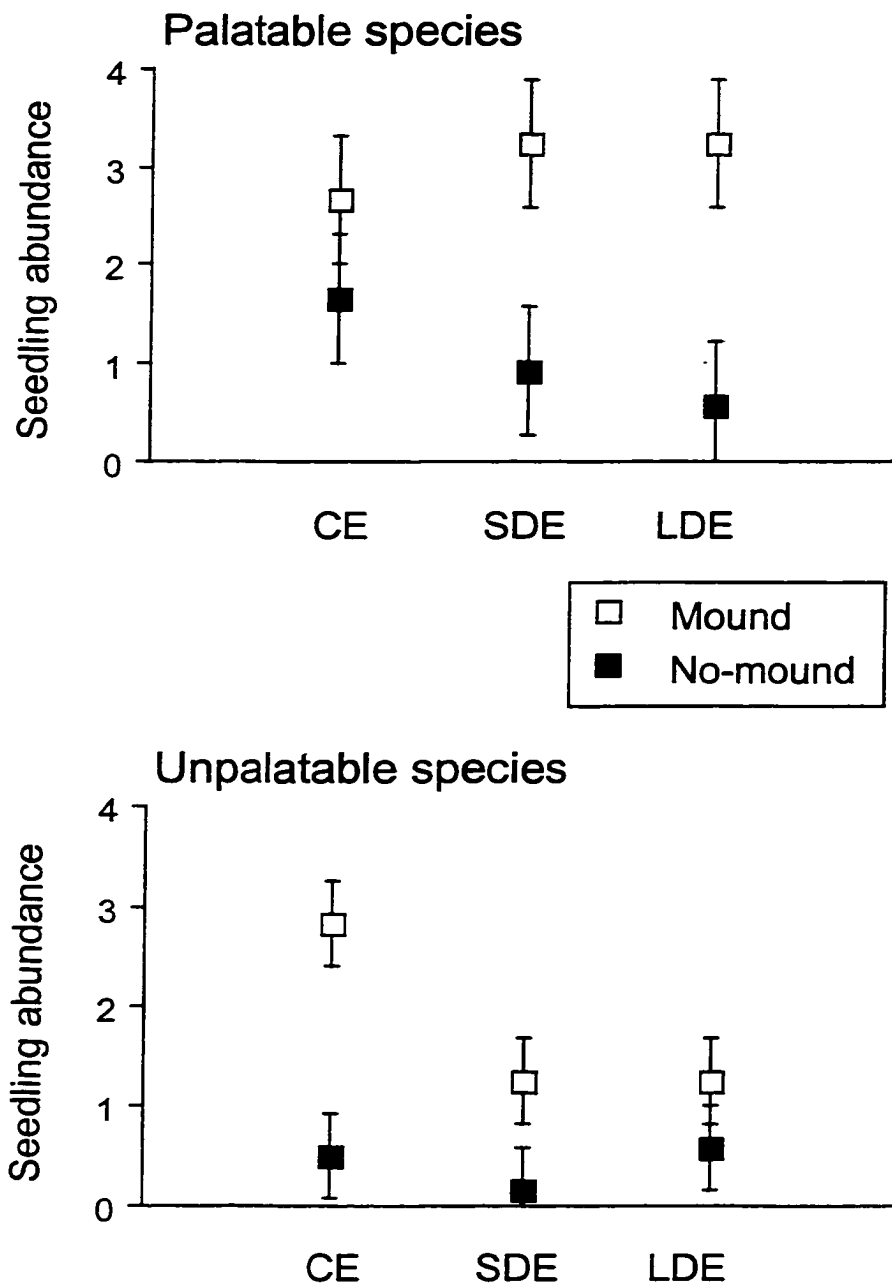 Palatable species
4
3
2
1
0
Seedling abundance
CE SDE LDE
Mound
No-mound
Unpalatable species
4
3
2
1
0
Seedling abundance
CE SDE LDE